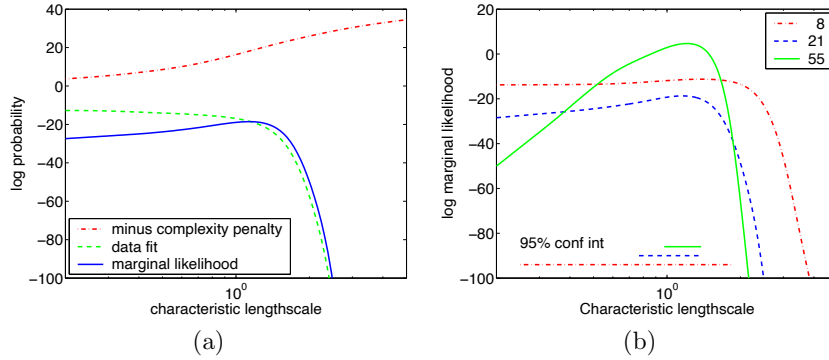 40
20
0
−20
−40
−60
−80
−100
log probability
minus complexity penalty
data fit
marginal likelihood
10^0
characteristic lengthscale
(a)
20
0
−20
−40
−60
−80
−100
log marginal likelihood
8
21
55
95% conf int
10^0
Characteristic lengthscale
(b)